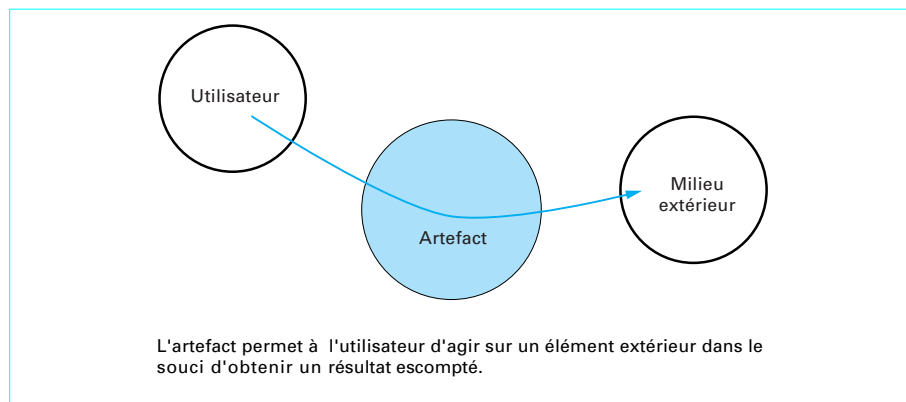 Utilisateur
Milieu
extérieur
Artefact
L'artefact permet à l'utilisateur d'agir sur un élément extérieur dans le
souci d'obtenir un résultat escompté.